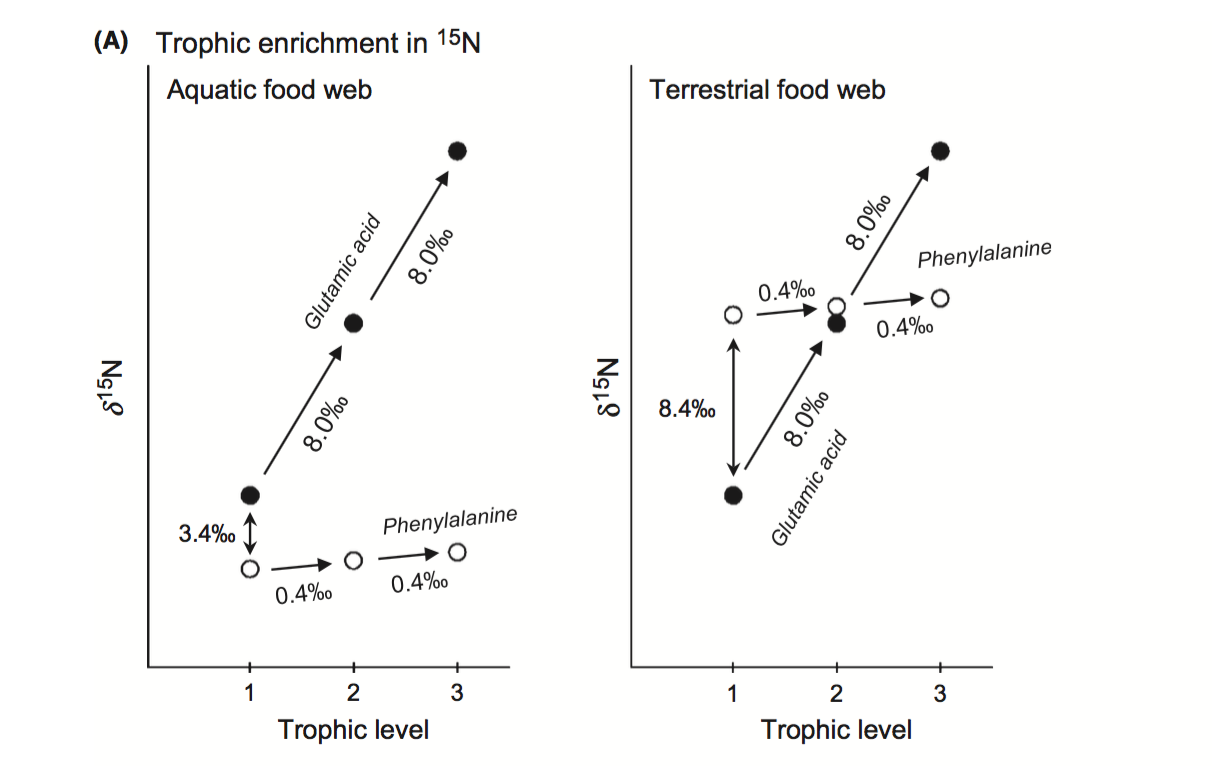 (A) Trophic enrichment in ¹⁵N
Aquatic food web
Glutamic acid
8.0‰
8.0‰
3.4‰
Phenylalanine
0.4‰
0.4‰
δ¹⁵N
1 2 3
Trophic level
Terrestrial food web
8.0‰
Phenylalanine
0.4‰
0.4‰
8.4‰
8.0‰
Glutamic acid
δ¹⁵N
1 2 3
Trophic level